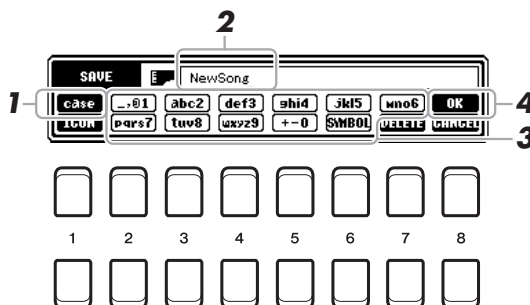 2
SAVE NewSong
1 case _,@1 abc2 def3 ghi4 jkl5 mno6 OK 4
ICON pqrs7 tuv8 wxyz9 +-0 SYMBOL DELETE CANCEL 3
1 2 3 4 5 6 7 8